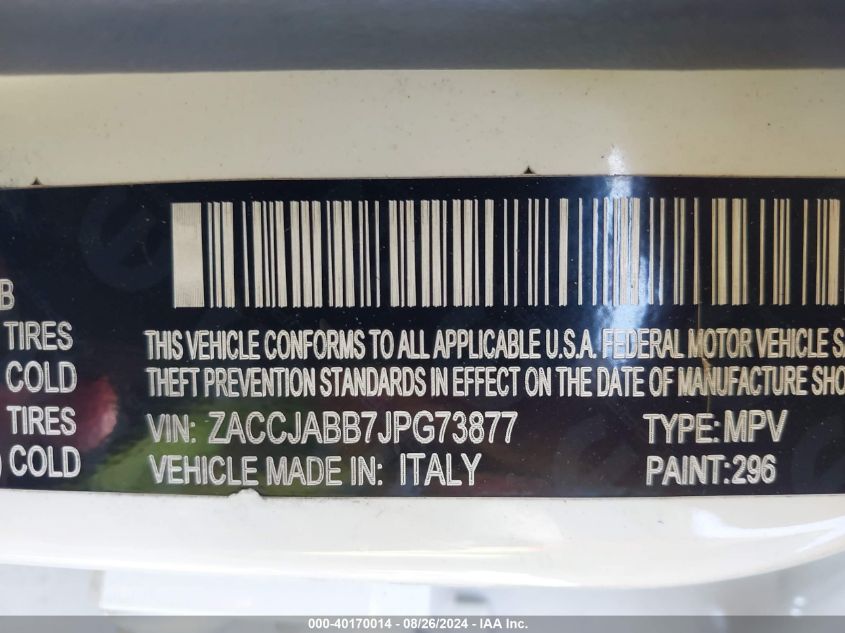 B
TIRES
COLD
TIRES
) COLD
THIS VEHICLE CONFORMS TO ALL APPLICABLE U.S.A. FEDERAL MOTOR VEHICLE SA
THEFT PREVENTION STANDARDS IN EFFECT ON THE DATE OF MANUFACTURE SHO
VIN: ZACCJABB7JPG73877 TYPE: MPV
VEHICLE MADE IN: ITALY PAINT:296
000-40170014 - 08/26/2024 - IAA Inc.